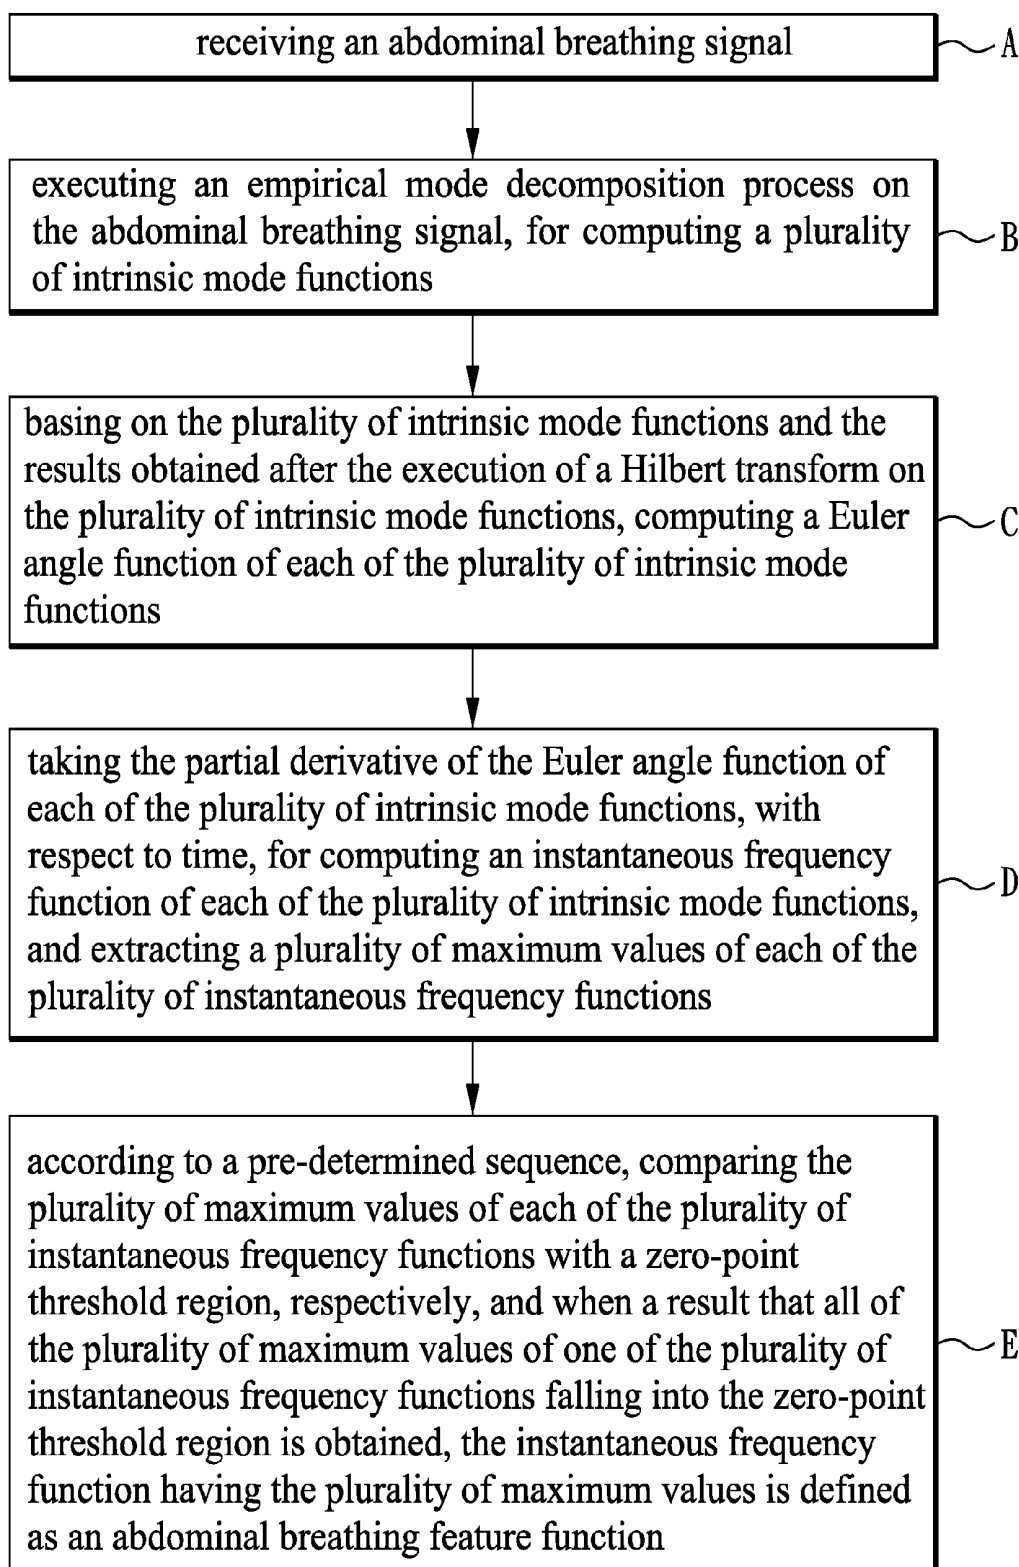 receiving an abdominal breathing signal
A
executing an empirical mode decomposition process on
the abdominal breathing signal, for computing a plurality
of intrinsic mode functions
B
basing on the plurality of intrinsic mode functions and the
results obtained after the execution of a Hilbert transform on
the plurality of intrinsic mode functions, computing a Euler
angle function of each of the plurality of intrinsic mode
functions
C
taking the partial derivative of the Euler angle function of
each of the plurality of intrinsic mode functions, with
respect to time, for computing an instantaneous frequency
function of each of the plurality of intrinsic mode functions,
and extracting a plurality of maximum values of each of the
plurality of instantaneous frequency functions
D
according to a pre-determined sequence, comparing the
plurality of maximum values of each of the plurality of
instantaneous frequency functions with a zero-point
threshold region, respectively, and when a result that all of
the plurality of maximum values of one of the plurality of
instantaneous frequency functions falling into the zero-point
threshold region is obtained, the instantaneous frequency
function having the plurality of maximum values is defined
as an abdominal breathing feature function
E